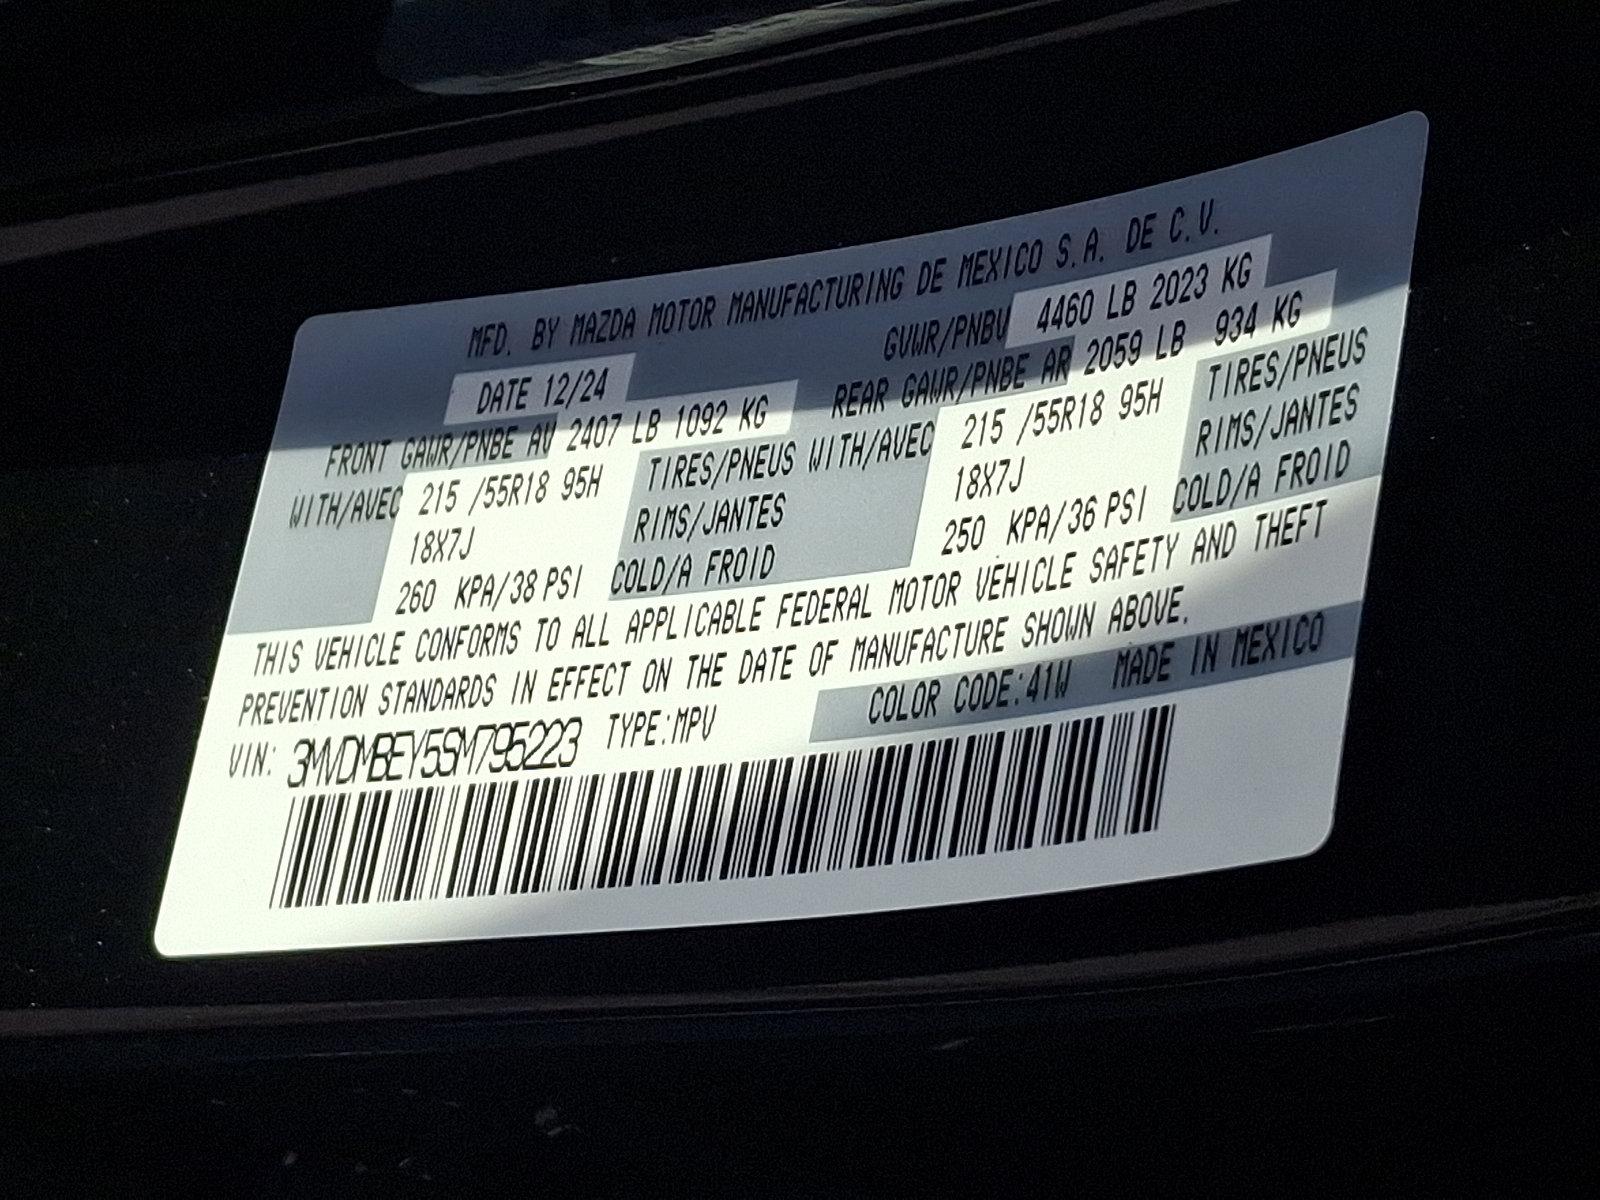 MFD. BY MAZDA MOTOR MANUFACTURING DE MEXICO S.A. DE C.V.
DATE 12/24 GVWR/PNBV 4460 LB 2023 KG
FRONT GAWR/PNBE AV 2407 LB 1092 KG REAR GAWR/PNBE AR 2059 LB 934 KG
WITH/AVEC 215 /55R18 95H TIRES/PNEUS WITH/AVEC 215 /55R18 95H TIRES/PNEUS
18X7J RIMS/JANTES 18X7J RIMS/JANTES
260 KPA/38 PSI COLD/A FROID 250 KPA/36 PSI COLD/A FROID
THIS VEHICLE CONFORMS TO ALL APPLICABLE FEDERAL MOTOR VEHICLE SAFETY AND THEFT
PREVENTION STANDARDS IN EFFECT ON THE DATE OF MANUFACTURE SHOWN ABOVE.
VIN: 3MVDMBEY5SM795223 TYPE:MPV COLOR CODE:41W MADE IN MEXICO